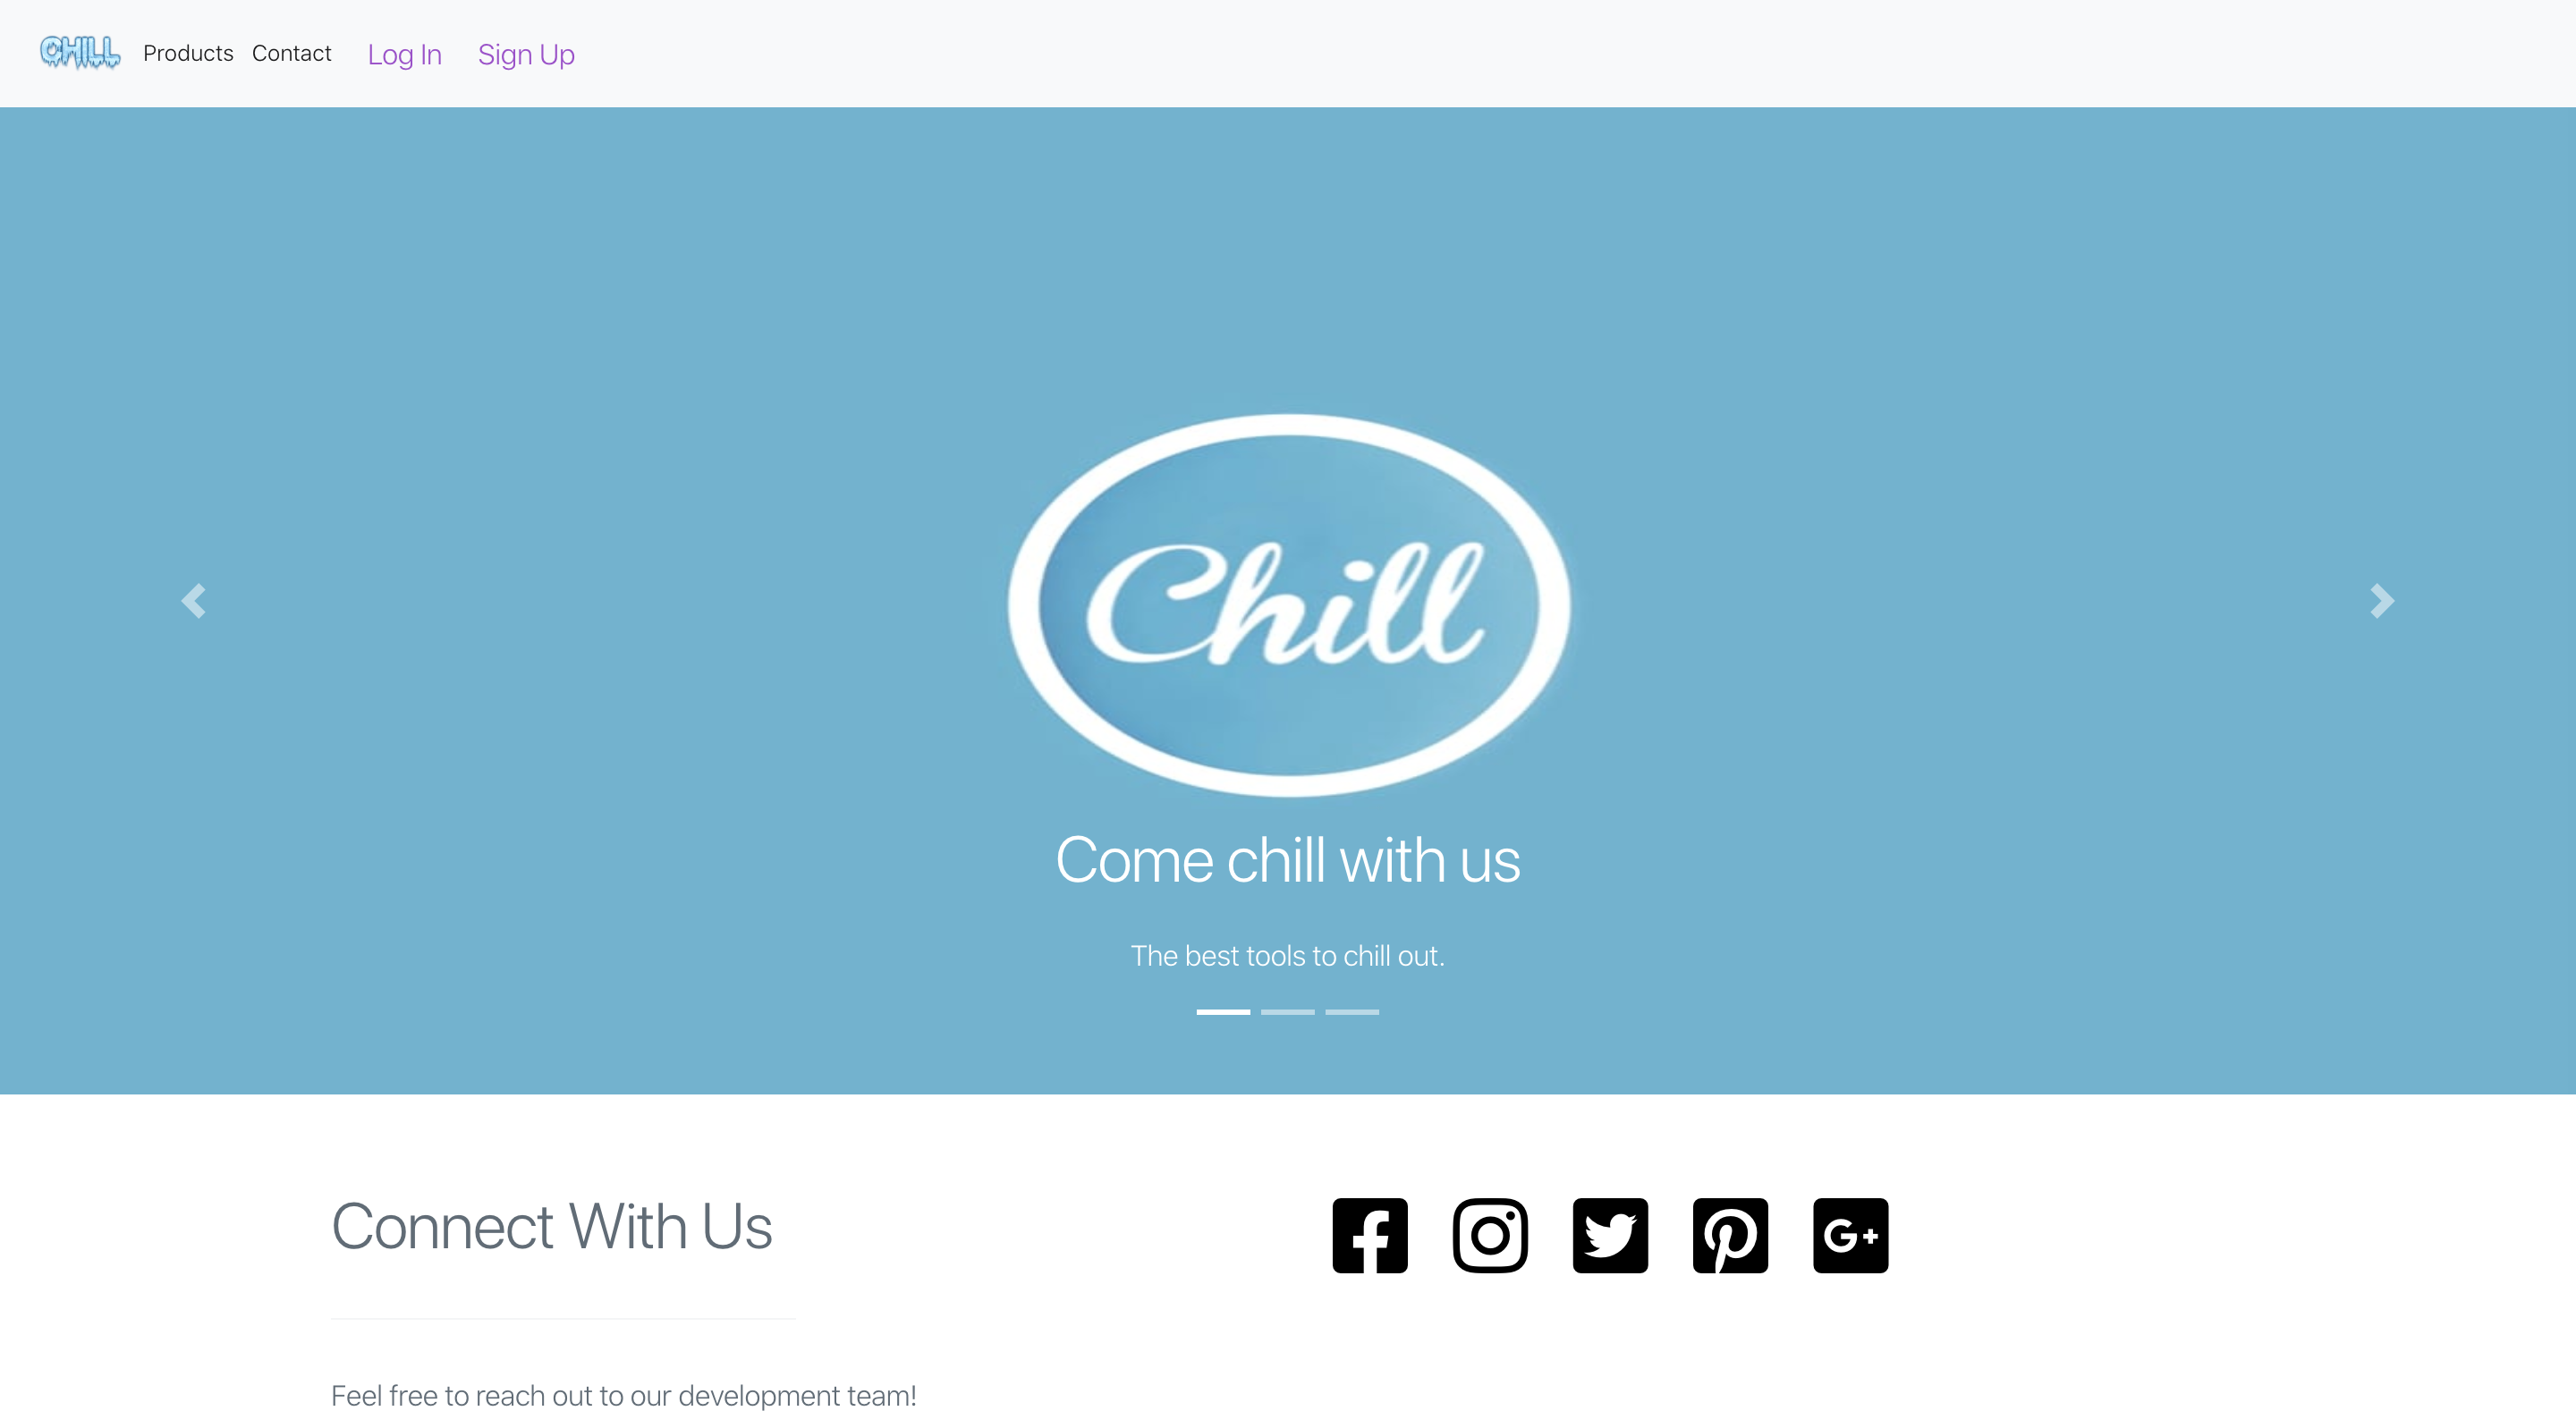 CHILL Products Contact Log In Sign Up
Chill
Come chill with us
The best tools to chill out.
Connect With Us
Feel free to reach out to our development team!